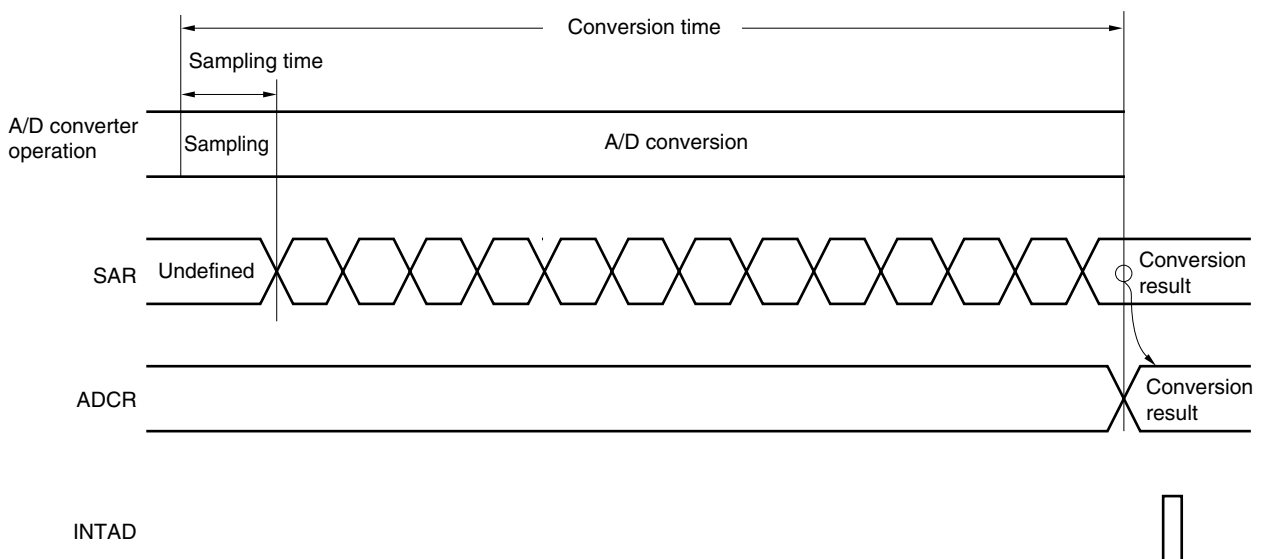 Conversion time
Sampling time
A/D converter
operation
Sampling
A/D conversion
SAR
Undefined
Conversion
result
ADCR
Conversion
result
INTAD